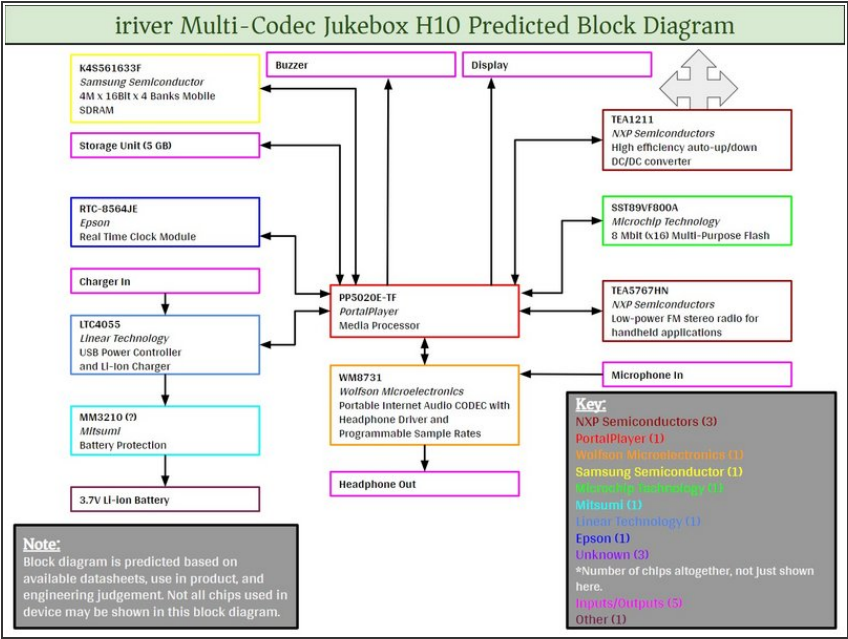 iriver Multi-Codec Jukebox H10 Predicted Block Diagram
K4S561633F
Samsung Semiconductor
4M x 16Bit x 4 Banks Mobile
SDRAM
Buzzer
Display
Storage Unit (5 GB)
TEA1211
NXP Semiconductors
High efficiency auto-up/down
DC/DC converter
RTC-8564JE
Epson
Real Time Clock Module
SST89VF800A
Microchip Technology
8 Mbit (x16) Multi-Purpose Flash
Charger In
PP5020E-TF
PortalPlayer
Media Processor
TEA5767HN
NXP Semiconductors
Low-power FM stereo radio for
handheld applications
LTC4055
Linear Technology
USB Power Controller
and Li-Ion Charger
WM8731
Wolfson Microelectronics
Portable Internet Audio CODEC with
Headphone Driver and
Programmable Sample Rates
Microphone In
MM3210 (?)
Mitsumi
Battery Protection
Headphone Out
3.7V Li-ion Battery
Note:
Block diagram is predicted based on
available datasheets, use in product, and
engineering judgement. Not all chips used in
device may be shown in this block diagram.
Key:
NXP Semiconductors (3)
PortalPlayer (1)
Wolfson Microelectronics (1)
Samsung Semiconductor (1)
Microchip Technology (1)
Mitsumi (1)
Linear Technology (1)
Epson (1)
Unknown (3)
*Number of chips altogether, not just shown
here.
Inputs/Outputs (5)
Other (1)